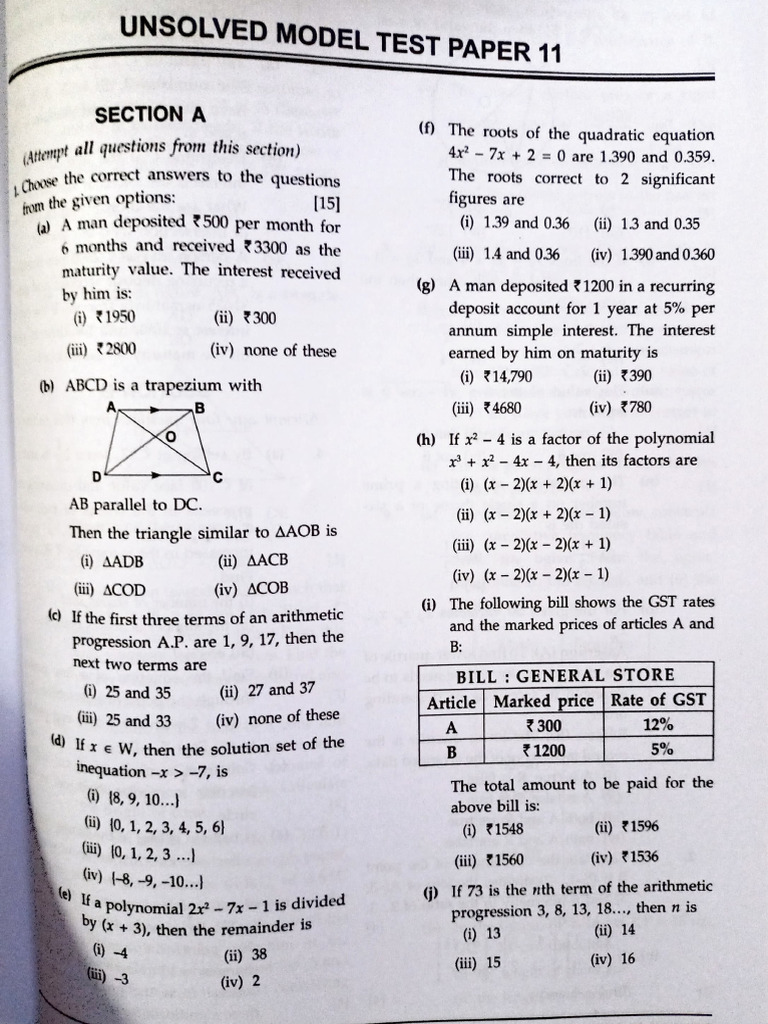 UNSOLVED MODEL TEST PAPER 11
SECTION A
(Attempt all questions from this section)
1. Choose the correct answers to the questions
from the given options: [15]
(a) A man deposited ₹500 per month for
6 months and received ₹3300 as the
maturity value. The interest received
by him is:
(i) ₹1950 (ii) ₹300
(iii) ₹2800 (iv) none of these
(b) ABCD is a trapezium with
A B
O
D C
AB parallel to DC.
Then the triangle similar to ΔAOB is
(i) ΔADB (ii) ΔACB
(iii) ΔCOD (iv) ΔCOB
(c) If the first three terms of an arithmetic
progression A.P. are 1, 9, 17, then the
next two terms are
(i) 25 and 35 (ii) 27 and 37
(iii) 25 and 33 (iv) none of these
(d) If x ∈ W, then the solution set of the
inequation –x > –7, is
(i) {8, 9, 10...}
(ii) {0, 1, 2, 3, 4, 5, 6}
(iii) {0, 1, 2, 3 ...}
(iv) {–8, –9, –10...}
(e) If a polynomial 2x² – 7x – 1 is divided
by (x + 3), then the remainder is
(i) –4 (ii) 38
(iii) –3 (iv) 2
(f) The roots of the quadratic equation
4x² – 7x + 2 = 0 are 1.390 and 0.359.
The roots correct to 2 significant
figures are
(i) 1.39 and 0.36 (ii) 1.3 and 0.35
(iii) 1.4 and 0.36 (iv) 1.390 and 0.360
(g) A man deposited ₹1200 in a recurring
deposit account for 1 year at 5% per
annum simple interest. The interest
earned by him on maturity is
(i) ₹14,790 (ii) ₹390
(iii) ₹4680 (iv) ₹780
(h) If x² – 4 is a factor of the polynomial
x³ + x² – 4x – 4, then its factors are
(i) (x – 2)(x + 2)(x + 1)
(ii) (x – 2)(x + 2)(x – 1)
(iii) (x – 2)(x – 2)(x + 1)
(iv) (x – 2)(x – 2)(x – 1)
(i) The following bill shows the GST rates
and the marked prices of articles A and
B:
BILL : GENERAL STORE
Article Marked price Rate of GST
A ₹300 12%
B ₹1200 5%
The total amount to be paid for the
above bill is:
(i) ₹1548 (ii) ₹1596
(iii) ₹1560 (iv) ₹1536
(j) If 73 is the nth term of the arithmetic
progression 3, 8, 13, 18..., then n is
(i) 13 (ii) 14
(iii) 15 (iv) 16